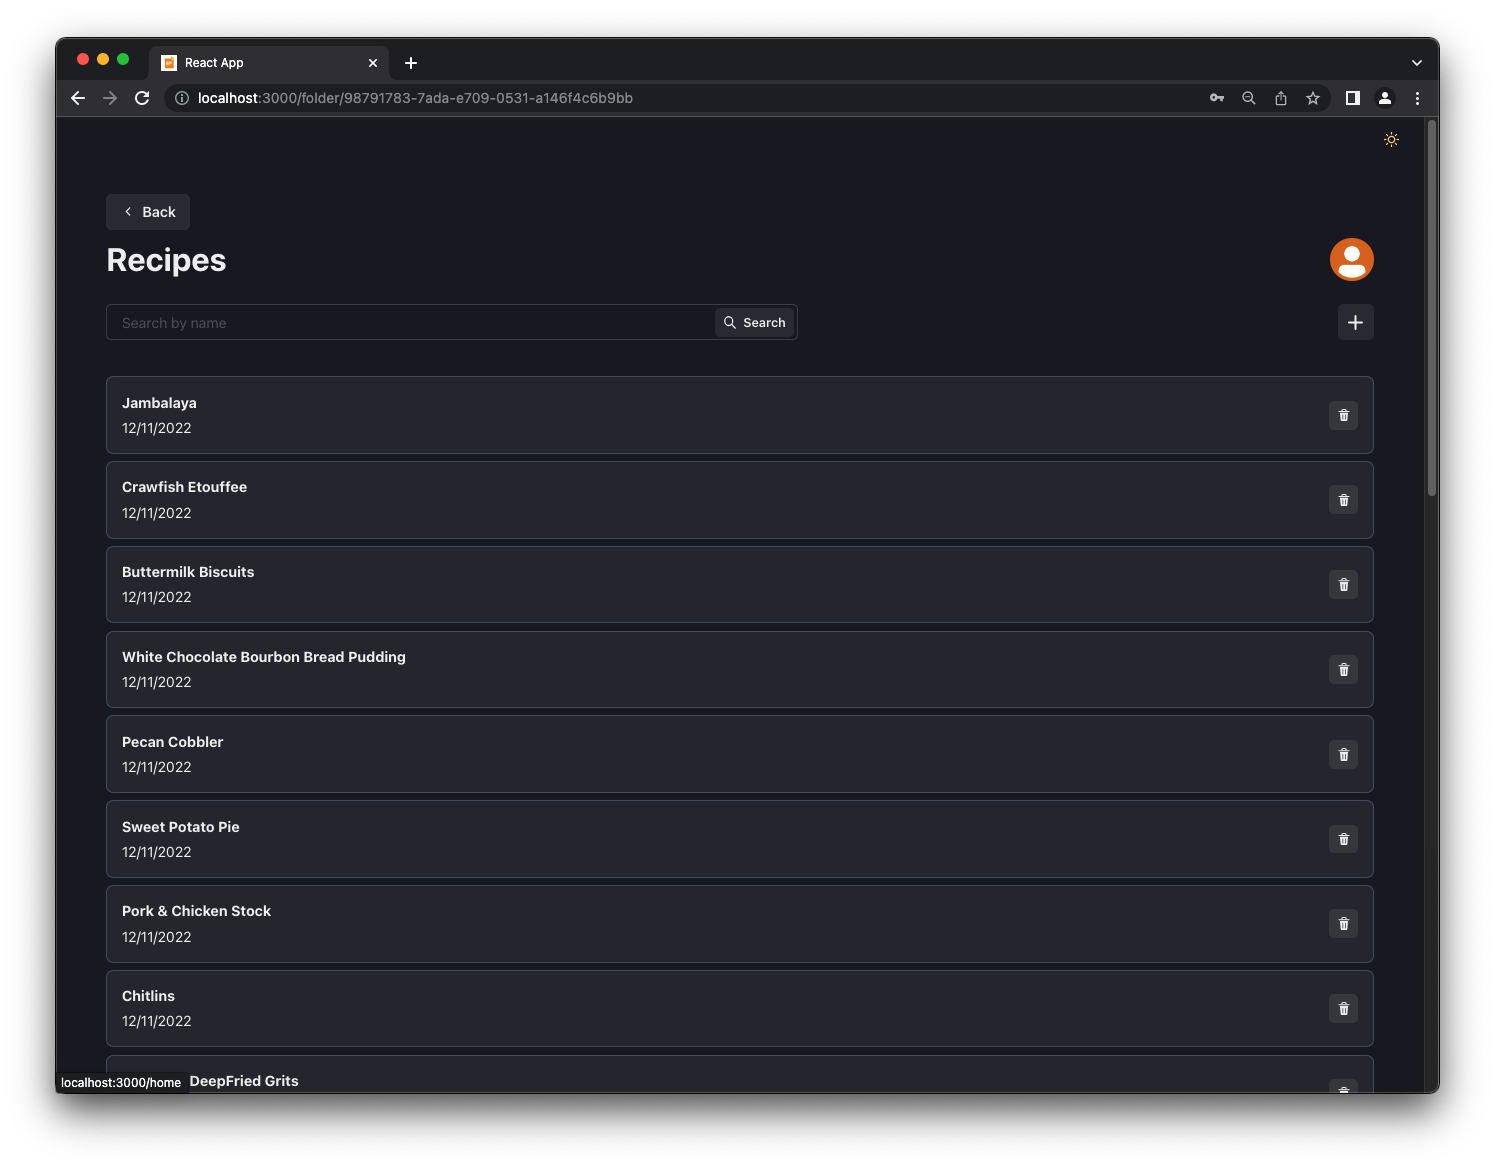 React App
localhost:3000/folder/98791783-7ada-e709-0531-a146f4c6b9bb
Back
Recipes
Search by name
Search
Jambalaya
12/11/2022
Crawfish Etouffee
12/11/2022
Buttermilk Biscuits
12/11/2022
White Chocolate Bourbon Bread Pudding
12/11/2022
Pecan Cobbler
12/11/2022
Sweet Potato Pie
12/11/2022
Pork & Chicken Stock
12/11/2022
Chitlins
12/11/2022
DeepFried Grits
localhost:3000/home